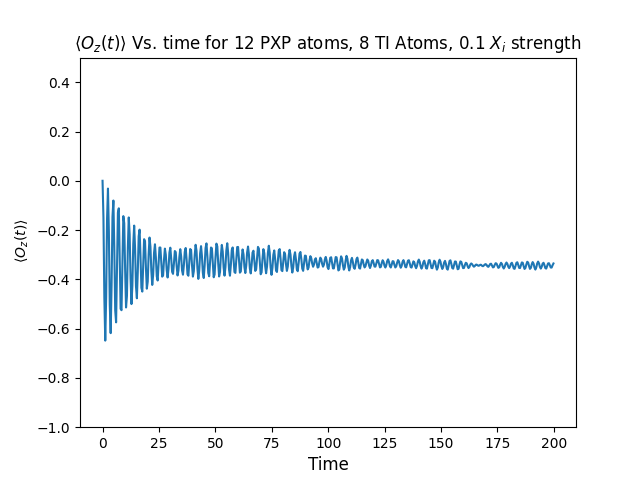 ⟨O_z(t)⟩ Vs. time for 12 PXP atoms, 8 TI Atoms, 0.1 X_i strength
0.4
0.2
0.0
−0.2
−0.4
−0.6
−0.8
−1.0
⟨O_z(t)⟩
0 25 50 75 100 125 150 175 200
Time